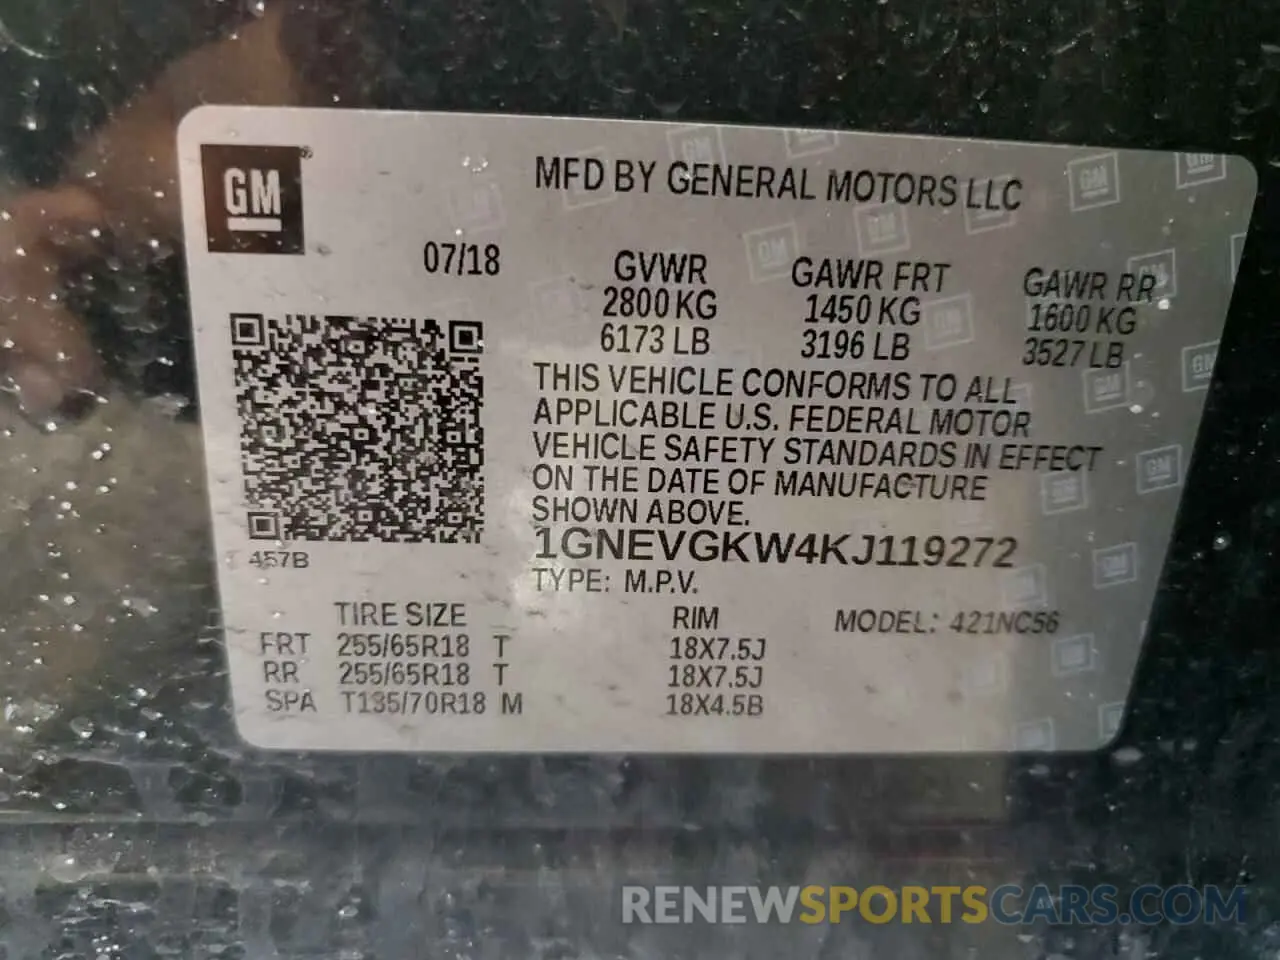 GM
MFD BY GENERAL MOTORS LLC
07/18
GVWR GAWR FRT GAWR RR
2800 KG 1450 KG 1600 KG
6173 LB 3196 LB 3527 LB
THIS VEHICLE CONFORMS TO ALL
APPLICABLE U.S. FEDERAL MOTOR
VEHICLE SAFETY STANDARDS IN EFFECT
ON THE DATE OF MANUFACTURE
SHOWN ABOVE.
457B
1GNEVGKW4KJ119272
TYPE: M.P.V.
TIRE SIZE RIM MODEL: 421NC56
FRT 255/65R18 T 18X7.5J
RR 255/65R18 T 18X7.5J
SPA T135/70R18 M 18X4.5B
RENEWSPORTSCARS.COM